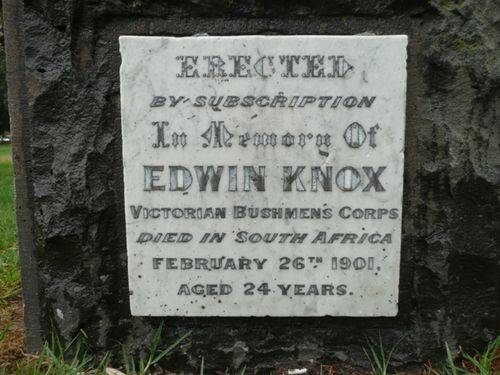 ERECTED
BY SUBSCRIPTION
In Memory Of
EDWIN KNOX
VICTORIAN BUSHMENS CORPS
DIED IN SOUTH AFRICA
FEBRUARY 26TH 1901.
AGED 24 YEARS.